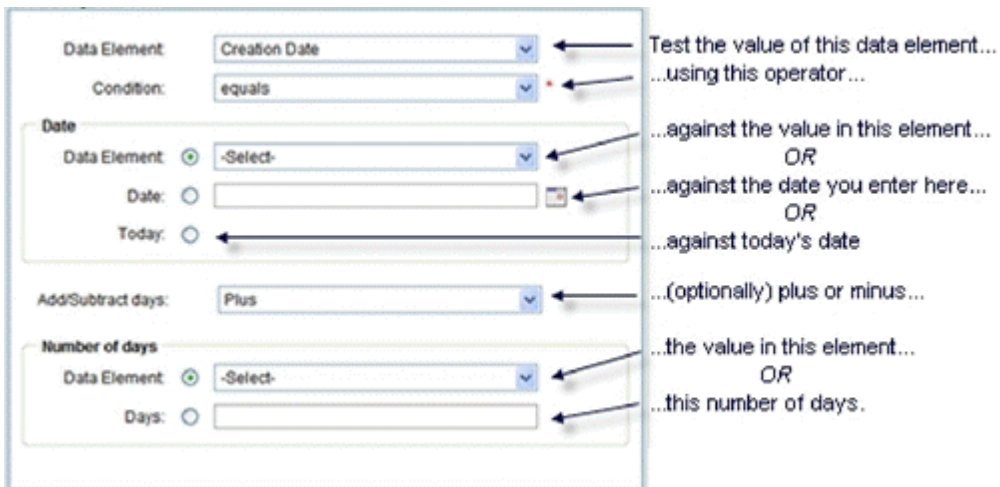 Data Element: Creation Date Test the value of this data element...
Condition: equals * ...using this operator...
Date
Data Element: -Select- ...against the value in this element...
OR
Date: ...against the date you enter here...
OR
Today: ...against today's date
Add/Subtract days: Plus ...(optionally) plus or minus...
Number of days
Data Element: -Select- ...the value in this element...
OR
Days: ...this number of days.